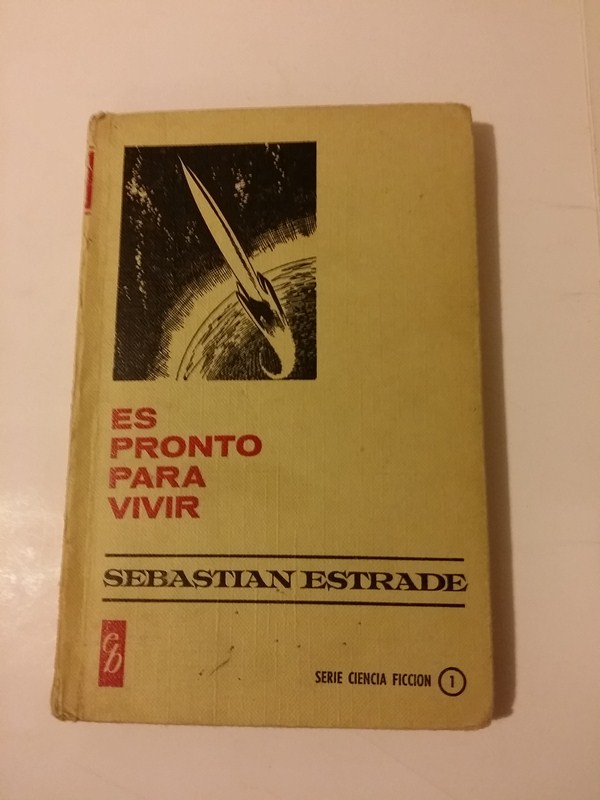 ES
PRONTO
PARA
VIVIR
SEBASTIAN ESTRADE
eb
SERIE CIENCIA FICCION 1